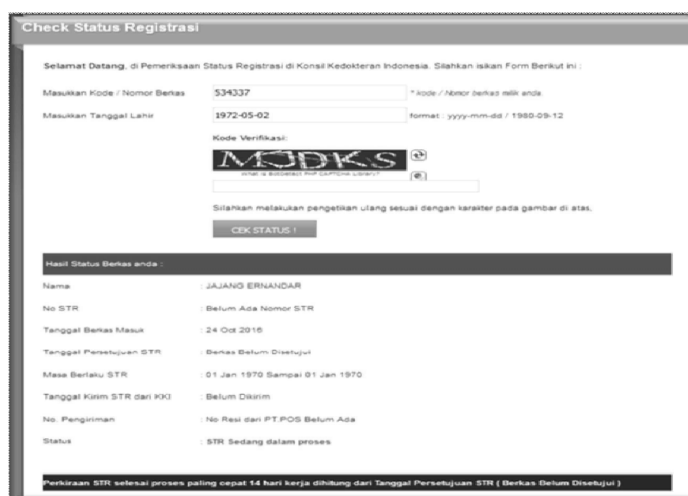 Check Status Registrasi
Selamat Datang, di Pemeriksaan Status Registrasi di Konsil Kedokteran Indonesia. Silahkan isikan Form Berikut ini :
Masukkan Kode / Nomor Berkas 534337 * kode / Nomor berkas milik anda
Masukkan Tanggal Lahir 1972-05-02 format : yyyy-mm-dd / 1980-09-12
Kode Verifikasi:
MJDKS
What is BotDetect PHP CAPTCHA Library?
Silahkan melakukan pengetikan ulang sesuai dengan karakter pada gambar di atas.
CEK STATUS !
Hasil Status Berkas anda :
Nama : JAJANG ERNANDAR
No STR : Belum Ada Nomor STR
Tanggal Berkas Masuk : 24 Oct 2016
Tanggal Persetujuan STR : Berkas Belum Disetujui
Masa Berlaku STR : 01 Jan 1970 Sampai 01 Jan 1970
Tanggal Kirim STR dari KKI : Belum Dikirim
No. Pengiriman : No Resi dari PT.POS Belum Ada
Status : STR Sedang dalam proses
Perkiraan STR selesai proses paling cepat 14 hari kerja dihitung dari Tanggal Persetujuan STR ( Berkas Belum Disetujui )